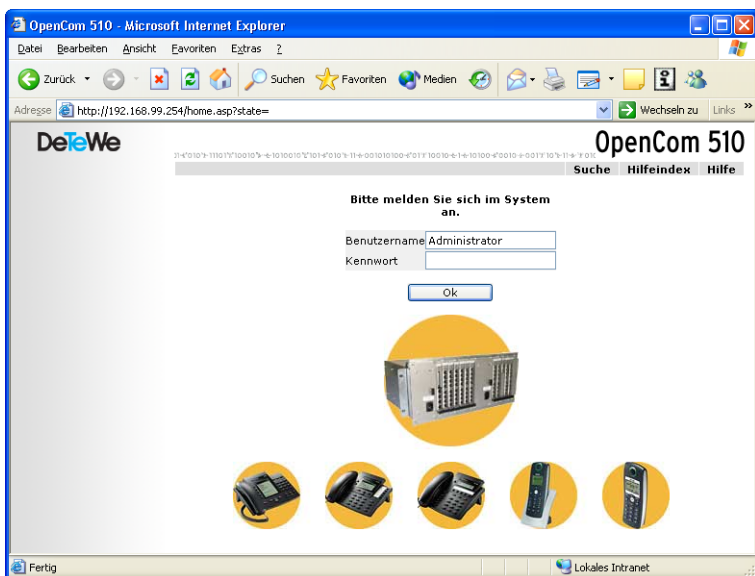 OpenCom 510 - Microsoft Internet Explorer
Datei Bearbeiten Ansicht Favoriten Extras ?
Zurück Suchen Favoriten Medien
Adresse http://192.168.99.254/home.asp?state= Wechseln zu Links »
DeTeWe
OpenCom 510
Suche Hilfeindex Hilfe
Bitte melden Sie sich im System
an.
Benutzername Administrator
Kennwort
Ok
Fertig Lokales Intranet